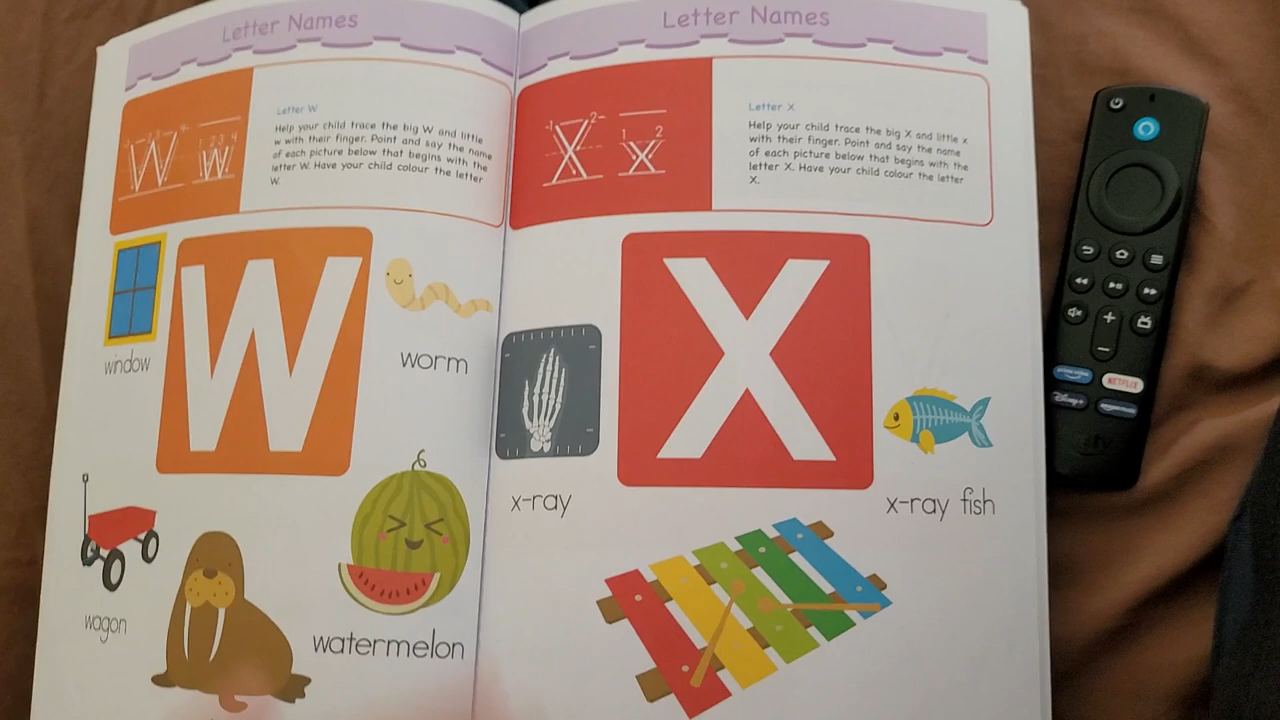 Letter Names
W w
Letter W
Help your child trace the big W and little
w with their finger. Point and say the name
of each picture below that begins with the
letter W. Have your child colour the letter
W.
W
window
worm
wagon
watermelon
Letter Names
X x
Letter X
Help your child trace the big X and little x
with their finger. Point and say the name
of each picture below that begins with the
letter X. Have your child colour the letter
X.
X
x-ray
x-ray fish
prime video
NETFLIX
Disney+